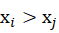 xᵢ > xⱼ